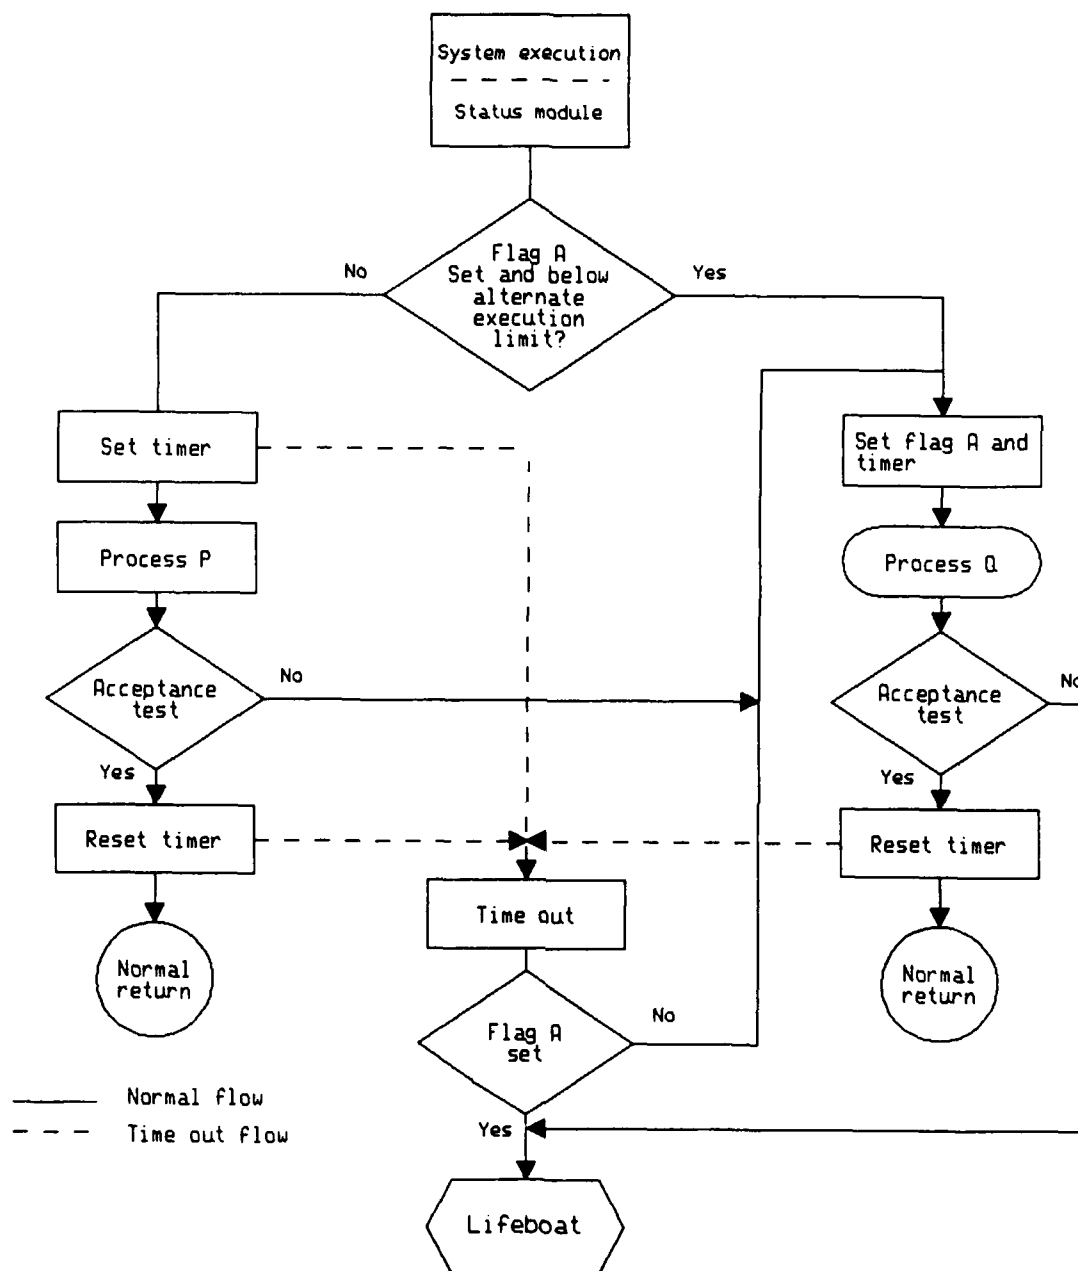 System execution
Status module
Flag A
Set and below
alternate
execution
limit?
No
Yes
Set timer
Set flag A and
timer
Process P
Process Q
Acceptance
test
No
Acceptance
test
No
Yes
Yes
Reset timer
Reset timer
Time out
Normal
return
Normal
return
Flag A
set
No
Normal flow
Time out flow
Yes
Lifeboat